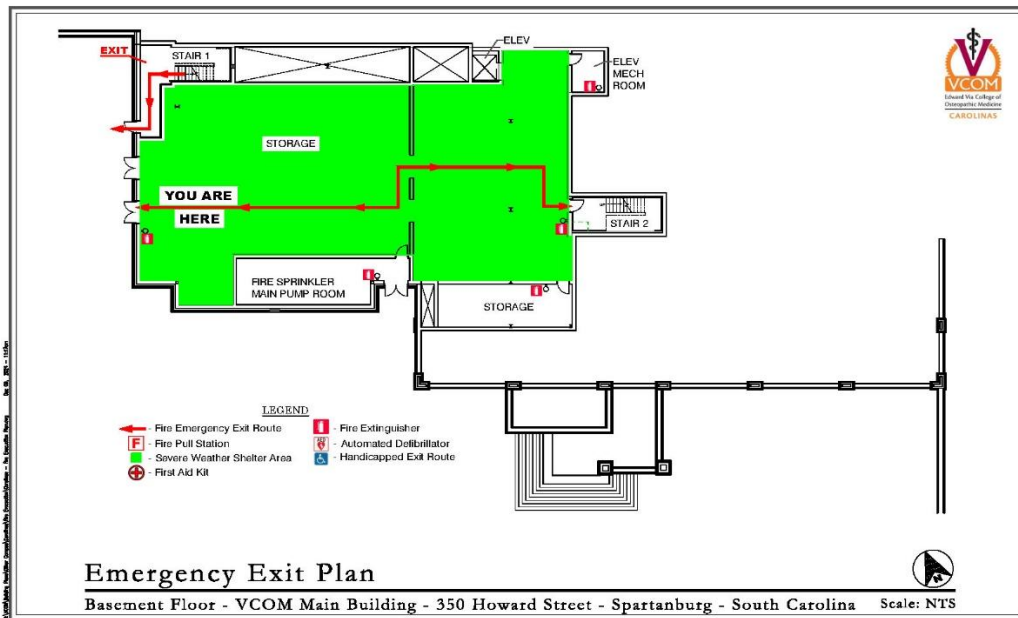 EXIT
STAIR 1
ELEV
ELEV
MECH
ROOM
VCOM
Edward Via College of
Osteopathic Medicine
CAROLINAS
STORAGE
YOU ARE
HERE
STAIR 2
FIRE SPRINKLER
MAIN PUMP ROOM
STORAGE
LEGEND
- Fire Emergency Exit Route
F - Fire Pull Station
- Severe Weather Shelter Area
- First Aid Kit
- Fire Extinguisher
- Automated Defibrillator
- Handicapped Exit Route
Emergency Exit Plan
N
Basement Floor - VCOM Main Building - 350 Howard Street - Spartanburg - South Carolina
Scale: NTS